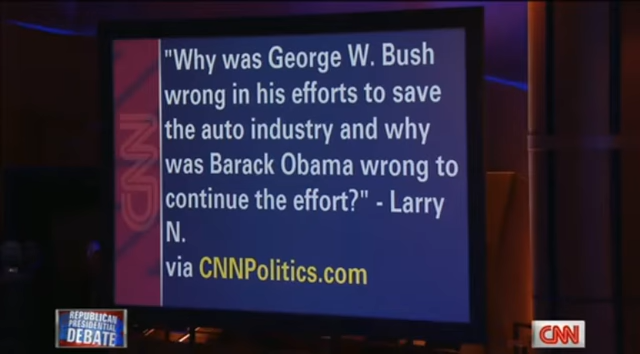 "Why was George W. Bush
wrong in his efforts to save
the auto industry and why
was Barack Obama wrong to
continue the effort?" - Larry
N.
via CNNPolitics.com
CNN
REPUBLICAN
PRESIDENTIAL
DEBATE
CNN